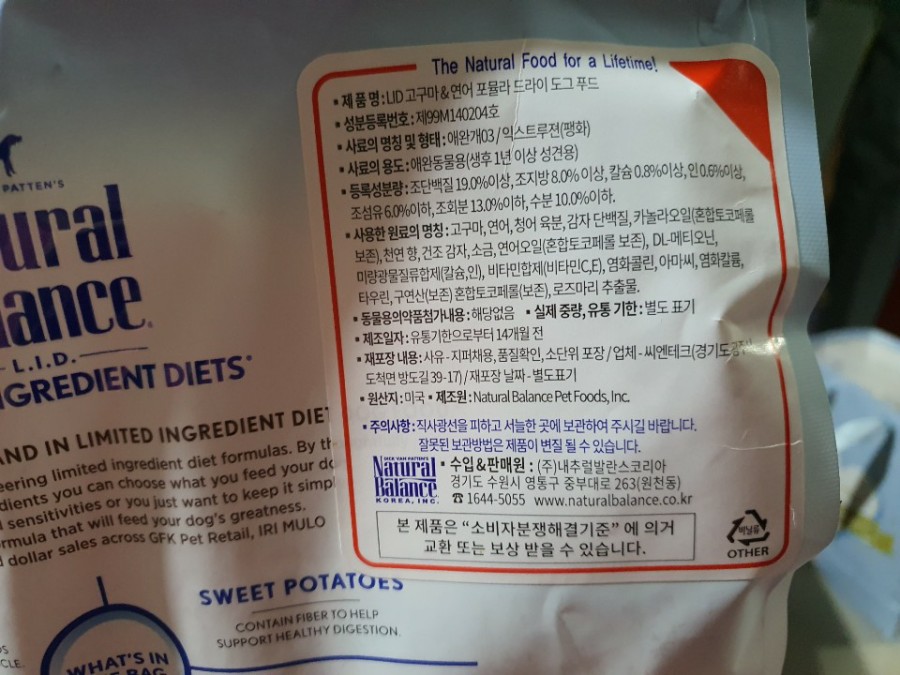 The Natural Food for a Lifetime!
▪ 제 품 명 : LID 고구마 & 연어 포뮬라 드라이 도그 푸드
▪ 성분등록번호 : 제99M140204호
▪ 사료의 명칭 및 형태 : 애완개03 / 익스트루젼(팽화)
▪ 사료의 용도 : 애완동물용(생후 1년 이상 성견용)
▪ 등록성분량 : 조단백질 19.0%이상, 조지방 8.0% 이상, 칼슘 0.8%이상, 인 0.6%이상,
조섬유 6.0%이하, 조회분 13.0%이하, 수분 10.0%이하.
▪ 사용한 원료의 명칭 : 고구마, 연어, 청어 육분, 감자 단백질, 카놀라오일(혼합토코페롤
보존), 천연 향, 건조 감자, 소금, 연어오일(혼합토코페롤 보존), DL-메티오닌,
미량광물질류합제(칼슘,인), 비타민합제(비타민C,E), 염화콜린, 아마씨, 염화칼륨,
타우린, 구연산(보존) 혼합토코페롤(보존), 로즈마리 추출물.
▪ 동물용의약품첨가내용 : 해당없음 ▪ 실제 중량, 유통 기한 : 별도 표기
▪ 제조일자 : 유통기한으로부터 14개월 전
▪ 재포장 내용 : 사유 - 지퍼채용, 품질확인, 소단위 포장 / 업체 - 씨엔테크(경기도
도척면 방도길 39-17) / 재포장 날짜 - 별도표기
▪ 원산지 : 미국 ▪ 제조원 : Natural Balance Pet Foods, Inc.
▪ 주의사항 : 직사광선을 피하고 서늘한 곳에 보관하여 주시길 바랍니다.
잘못된 보관방법은 제품이 변질 될 수 있습니다.
DICK VAN PATTEN'S
Natural
Balance
KOREA, INC.
▪ 수입&판매원 : (주)내추럴발란스코리아
경기도 수원시 영통구 중부대로 263(원천동)
☎ 1644-5055 www.naturalbalance.co.kr
본 제품은 "소비자분쟁해결기준" 에 의거
교환 또는 보상 받을 수 있습니다.
비닐류
OTHER
PATTEN'S
ural
lance
L.I.D.
NGREDIENT DIETS
AND IN LIMITED INGREDIENT DIET
eering limited ingredient diet formulas. By th
dients you can choose what you feed your do
sensitivities or you just want to keep it simpl
rmula that will feed your dog's greatness.
dollar sales across GFK Pet Retail, IRI MULO
SWEET POTATOES
CONTAIN FIBER TO HELP
SUPPORT HEALTHY DIGESTION.
WHAT'S IN
BAG